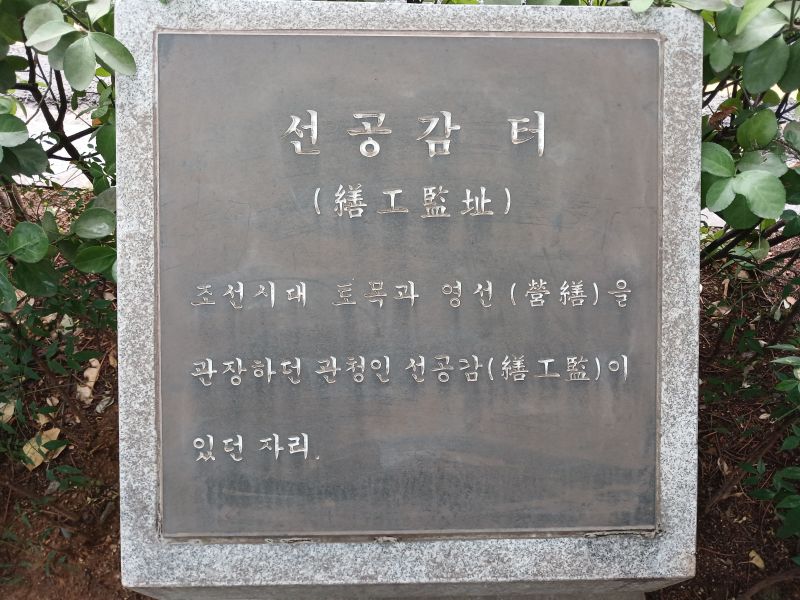 선공감 터
(繕工監址)
조선시대 토목과 영선(營繕)을
관장하던 관청인 선공감(繕工監)이
있던 자리.